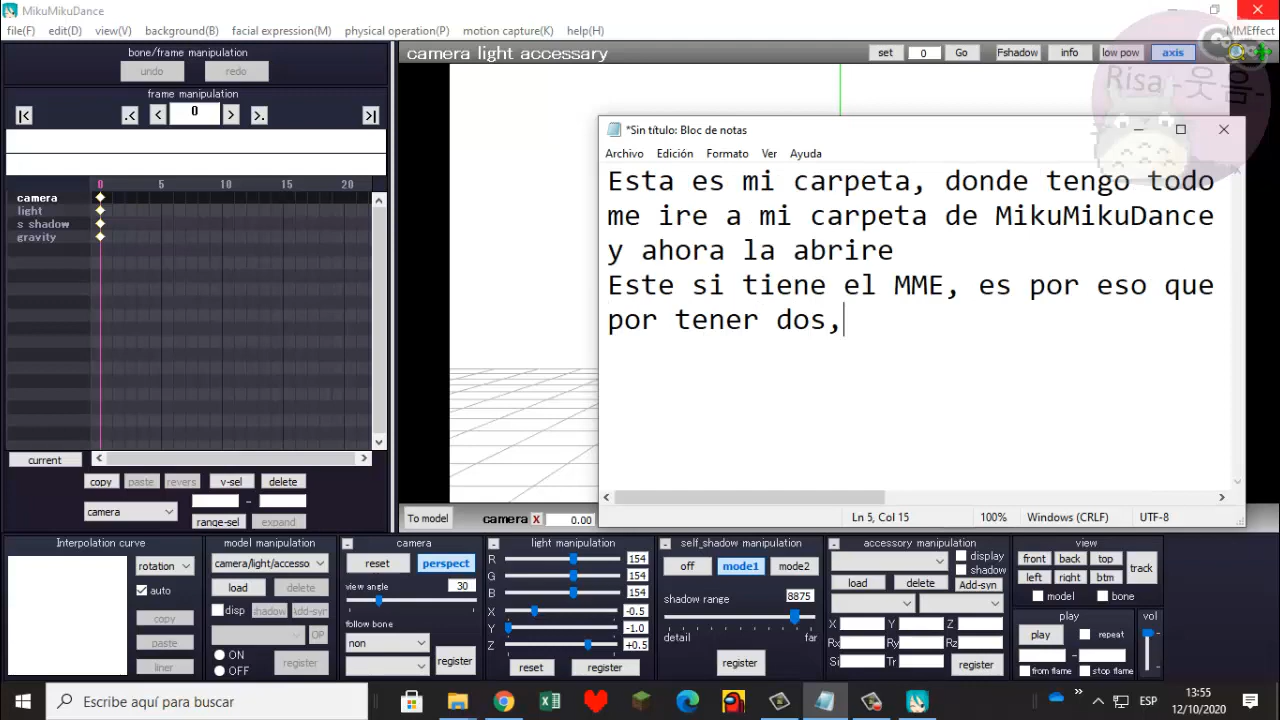 MikuMikuDance
file(F) edit(D) view(V) background(B) facial expression(M) physical operation(P) motion capture(K) help(H) MMEffect
bone/frame manipulation
undo redo
frame manipulation
|< .< < 0 > >. >|
0 5 10 15 20
camera
light
s shadow
gravity
current
copy paste revers v-sel delete
camera -
range-sel expand
camera light accessary
set 0 Go Fshadow info low pow axis
Risa-웃음
*Sin título: Bloc de notas
Archivo Edición Formato Ver Ayuda
Esta es mi carpeta, donde tengo todo
me ire a mi carpeta de MikuMikuDance
y ahora la abrire
Este si tiene el MME, es por eso que
por tener dos,
Ln 5, Col 15 100% Windows (CRLF) UTF-8
To model camera X 0.00
Interpolation curve
rotation
auto
copy
paste
liner
model manipulation
camera/light/accesso
load delete
disp shadow Add-syn
OP
ON
OFF
register
camera
reset perspect
view angle 30
follow bone
non
register
light manipulation
R 154
G 154
B 154
X -0.5
Y -1.0
Z +0.5
reset register
self_shadow manipulation
off mode1 mode2
shadow range 8875
detail far
register
accessory manipulation
display
shadow
load delete Add-syn
X Y Z
Rx Ry Rz
Si Tr register
view
front back top
left right btm
track
model bone
play
play repeat
-
from flame stop flame
vol
Escribe aquí para buscar
ESP
13:55
12/10/2020